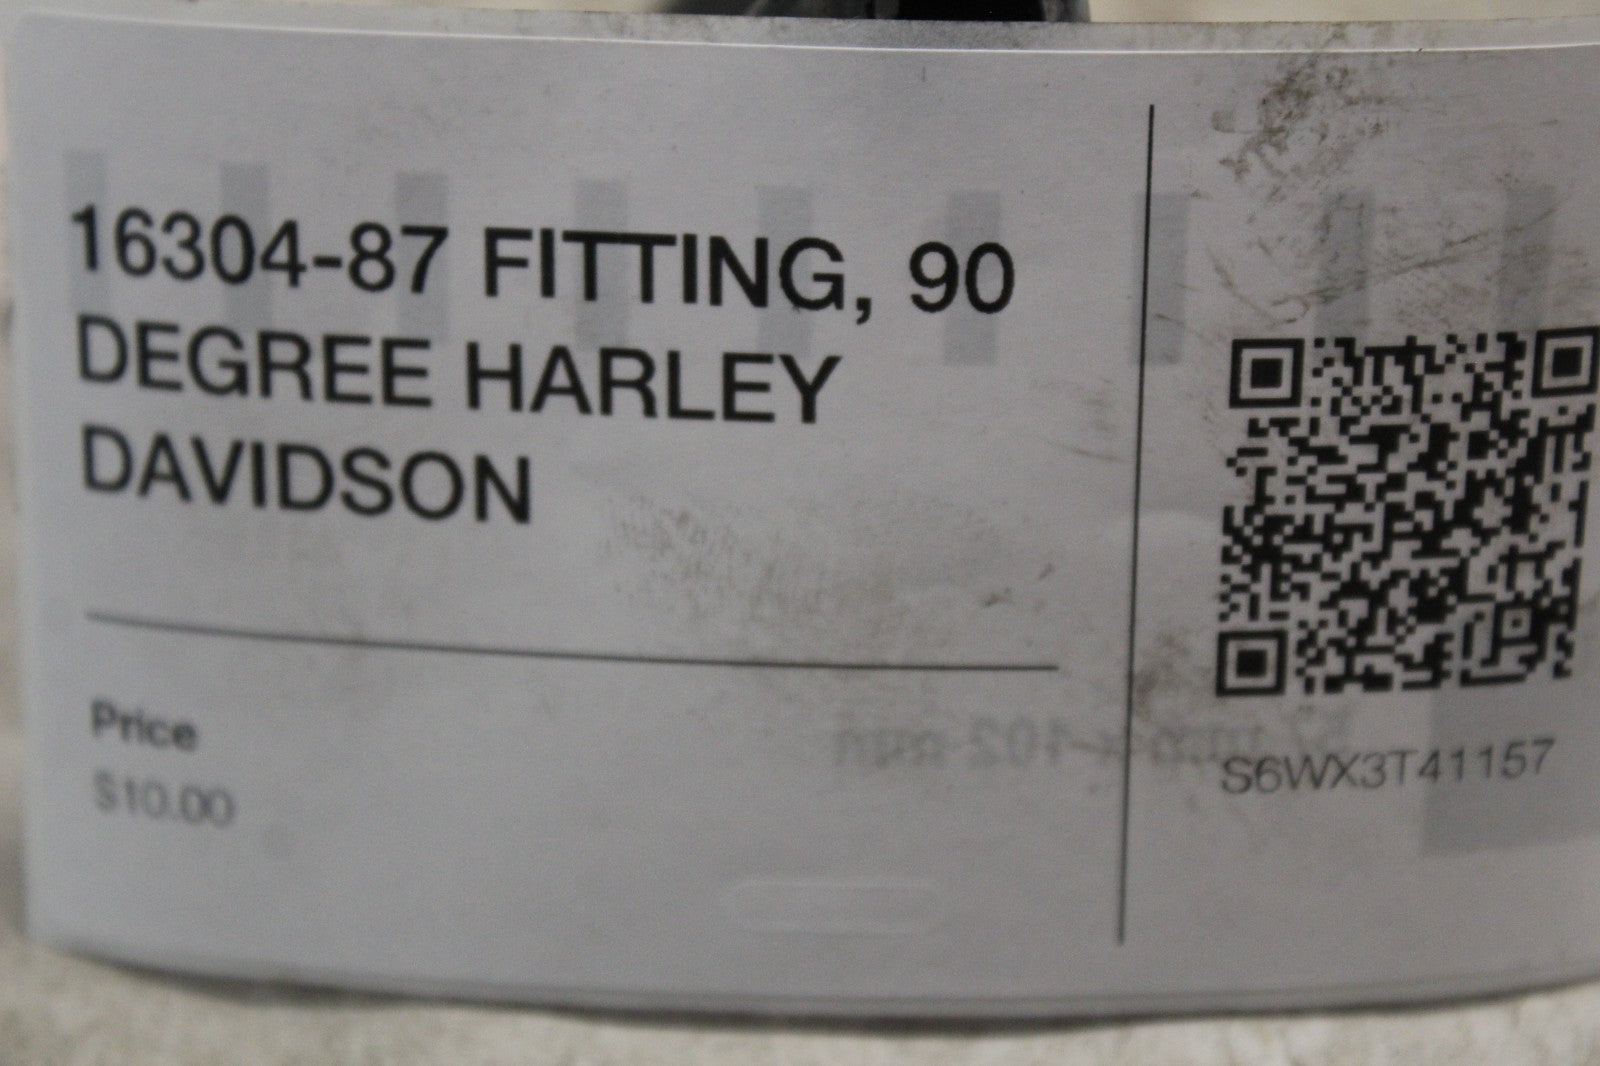 16304-87 FITTING, 90
DEGREE HARLEY
DAVIDSON
Price
$10.00
S6WX3T41157